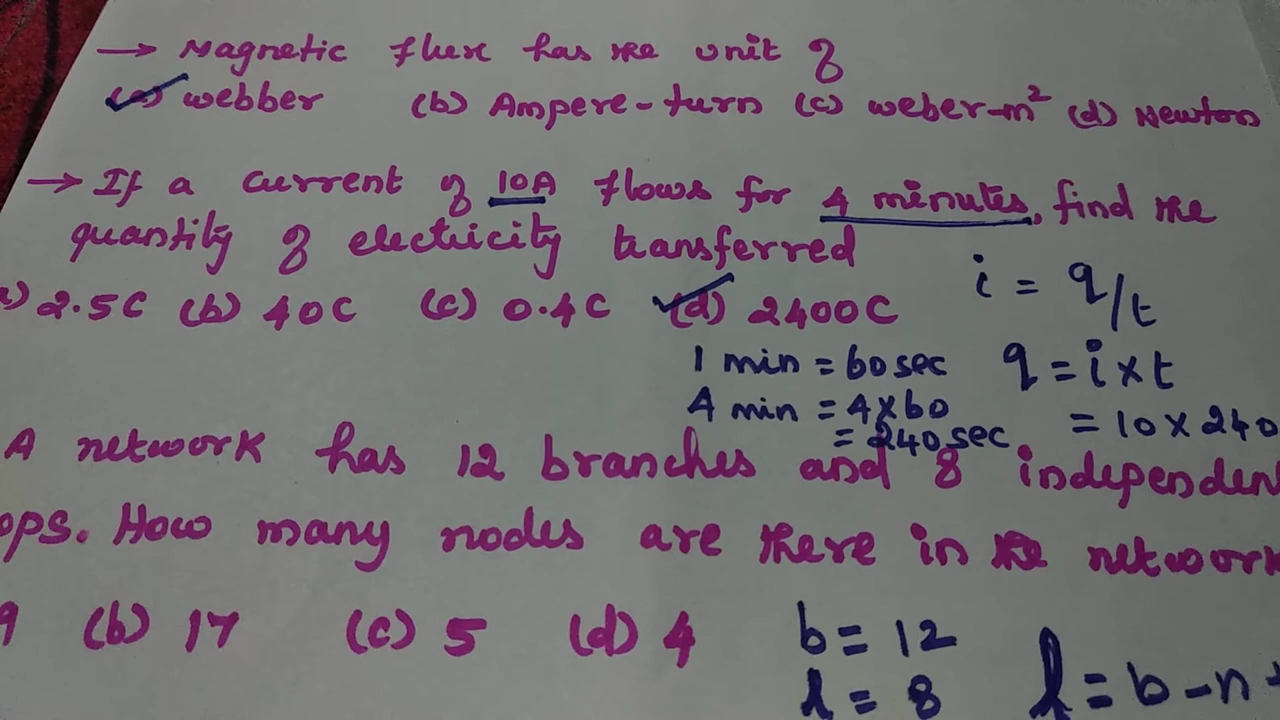 → Magnetic flux has the unit of
(a) webber (b) Ampere-turn (c) weber-m² (d) Newton
→ If a current of 10A flows for 4 minutes, find the
quantity of electricity transferred
) 2.5C (b) 40C (c) 0.4C (d) 2400C
i = q/t
1 min = 60 sec
q = i x t
4 min = 4 x 60
= 240 sec
= 10 x 240
A network has 12 branches and 8 independen
ops. How many nodes are there in the network
9 (b) 17 (c) 5 (d) 4
b = 12
l = 8
l = b - n +